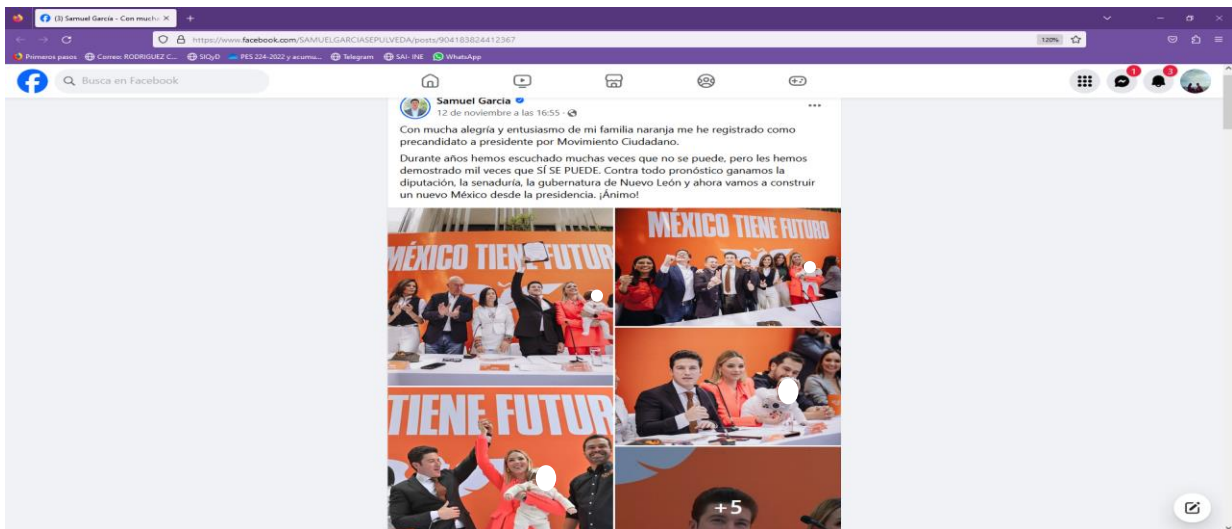 (3) Samuel García - Con mucha
https://www.facebook.com/SAMUELGARCIASEPULVEDA/posts/904183824412367
120%
Primeros pasos Correo: RODRIGUEZ C... SIQyD PES 224-2022 y acumu... Telegram SAI- INE WhatsApp
Busca en Facebook
1
3
Samuel García
12 de noviembre a las 16:55
Con mucha alegría y entusiasmo de mi familia naranja me he registrado como
precandidato a presidente por Movimiento Ciudadano.
Durante años hemos escuchado muchas veces que no se puede, pero les hemos
demostrado mil veces que SÍ SE PUEDE. Contra todo pronóstico ganamos la
diputación, la senaduría, la gubernatura de Nuevo León y ahora vamos a construir
un nuevo México desde la presidencia. ¡Ánimo!
MÉXICO TIENE FUTUR
MÉXICO TIENE FUTURO
TIENE FUTUR
+5